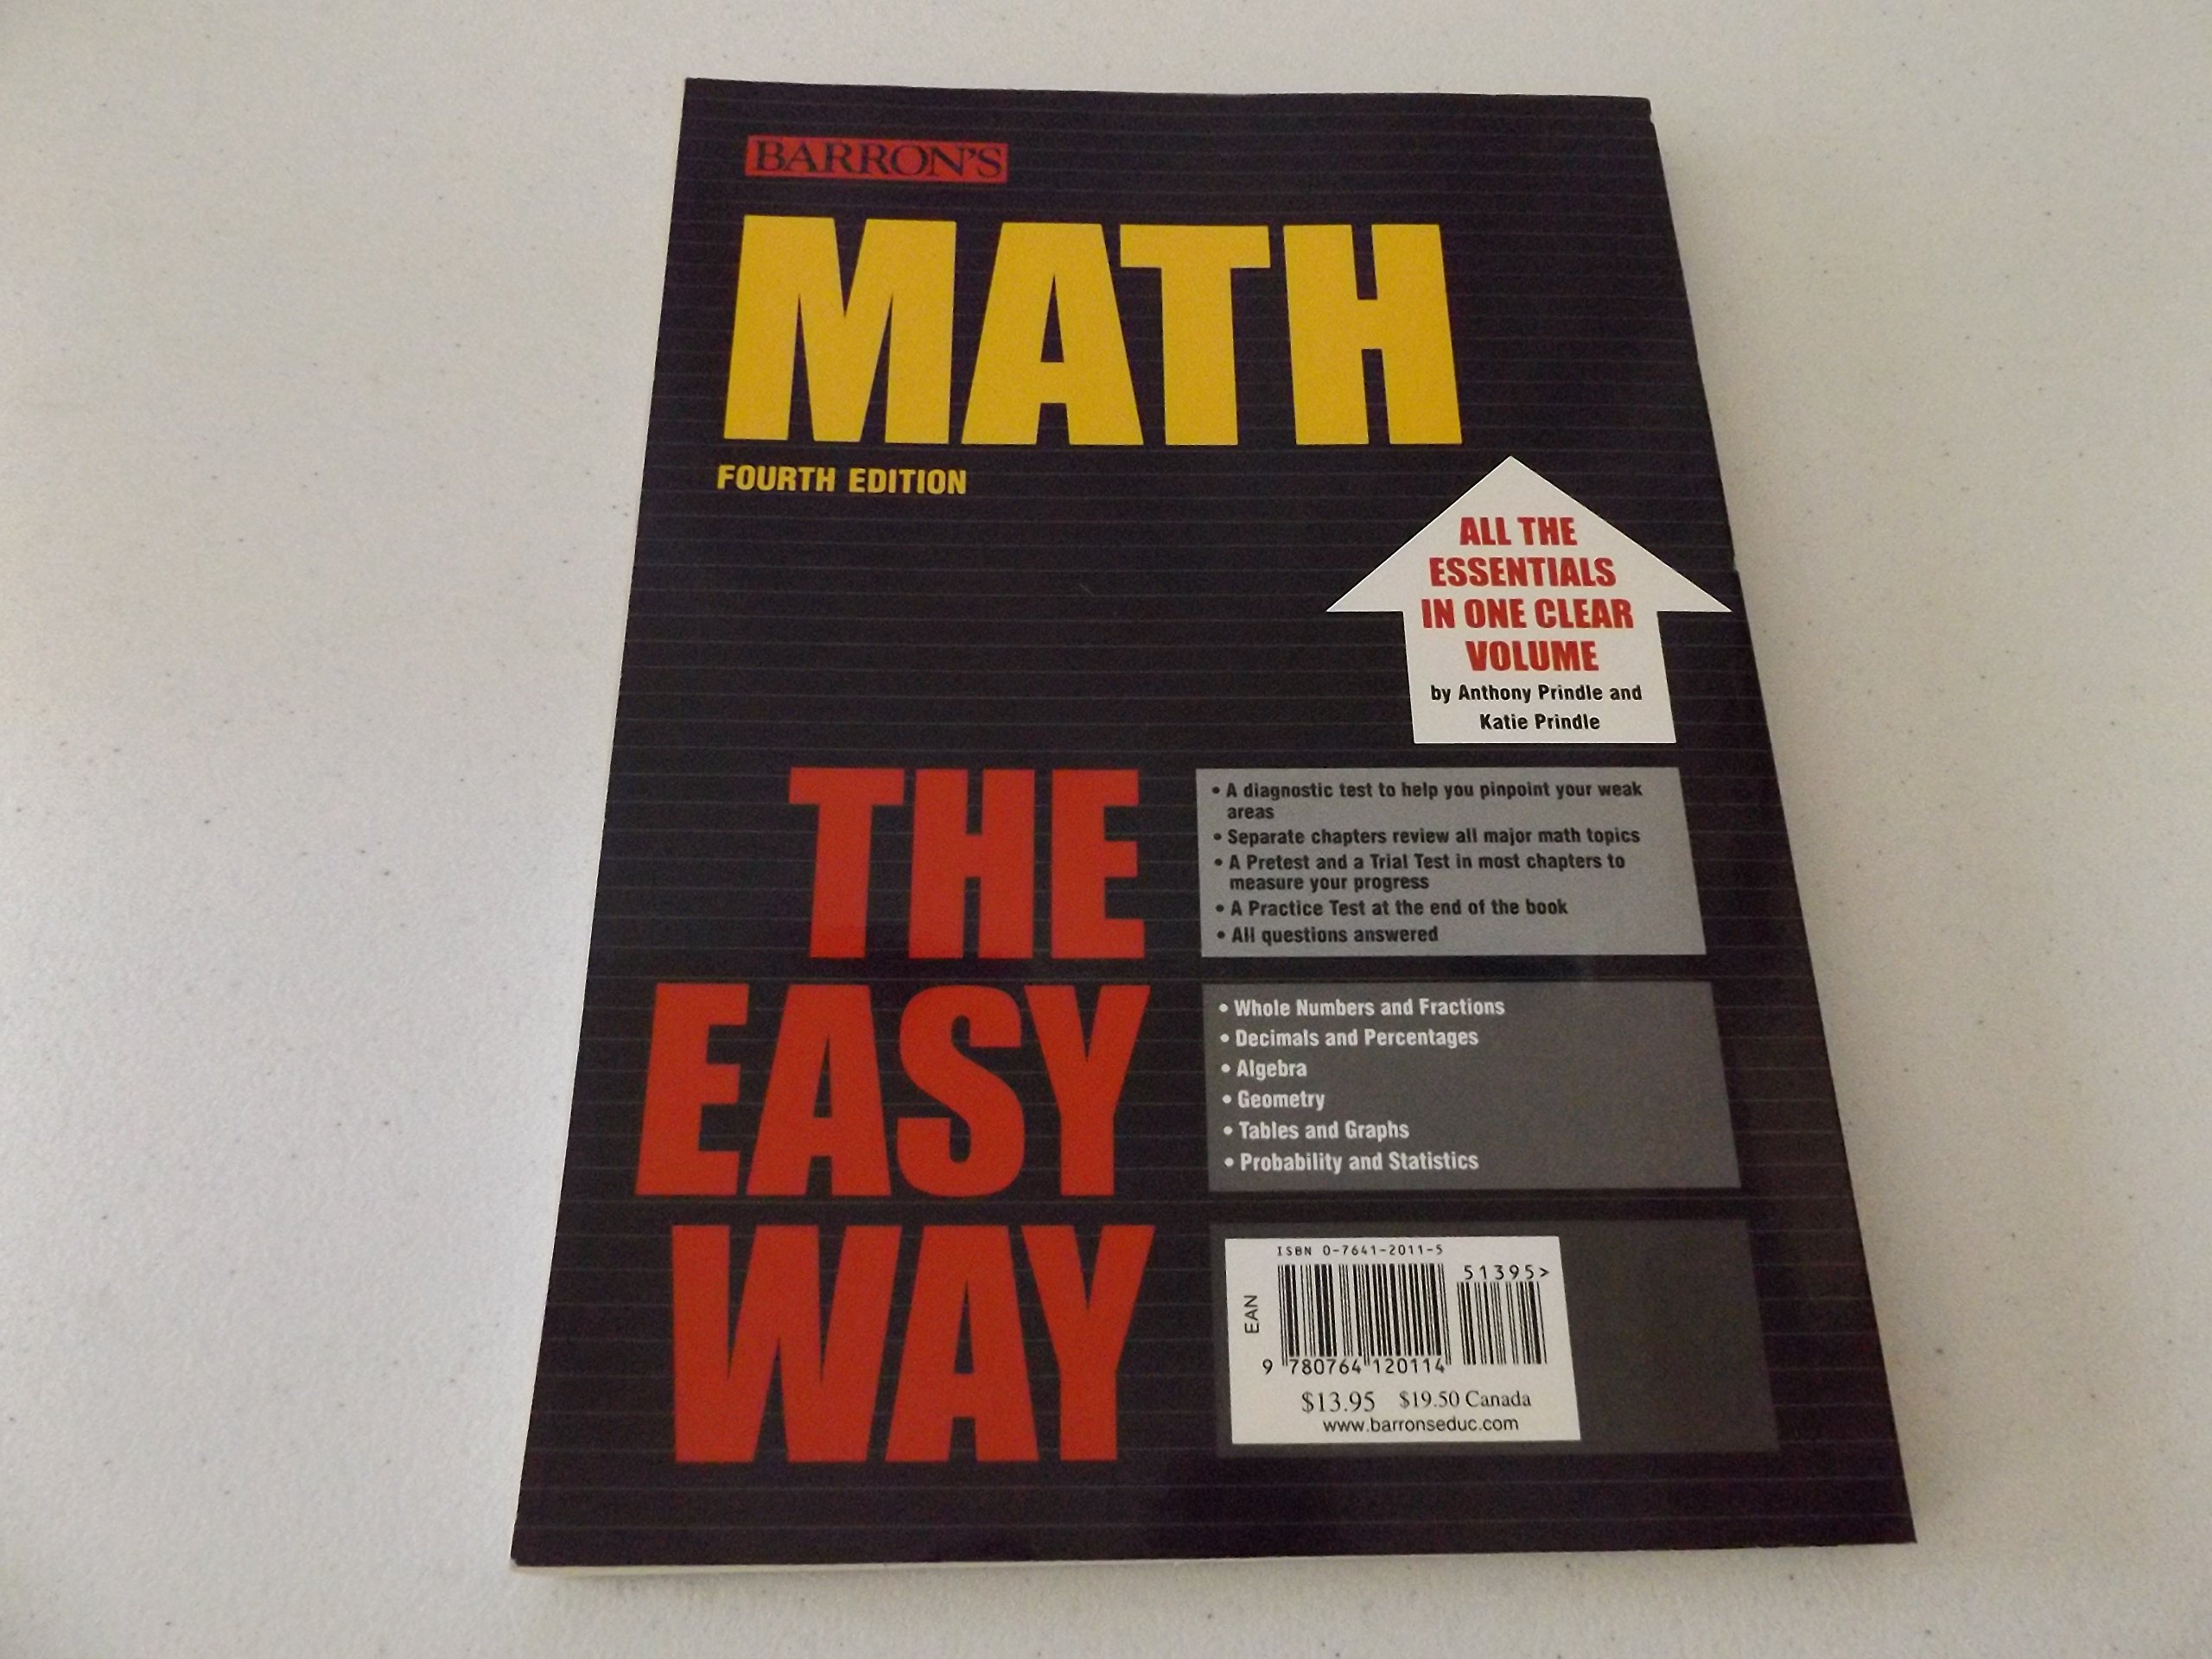 BARRON'S
MATH
FOURTH EDITION
ALL THE
ESSENTIALS
IN ONE CLEAR
VOLUME
by Anthony Prindle and
Katie Prindle
THE
EASY
WAY
• A diagnostic test to help you pinpoint your weak
areas
• Separate chapters review all major math topics
• A Pretest and a Trial Test in most chapters to
measure your progress
• A Practice Test at the end of the book
• All questions answered
• Whole Numbers and Fractions
• Decimals and Percentages
• Algebra
• Geometry
• Tables and Graphs
• Probability and Statistics
ISBN 0-7641-2011-5
51395>
EAN
9 780764 120114
$13.95 $19.50 Canada
www.barronseduc.com